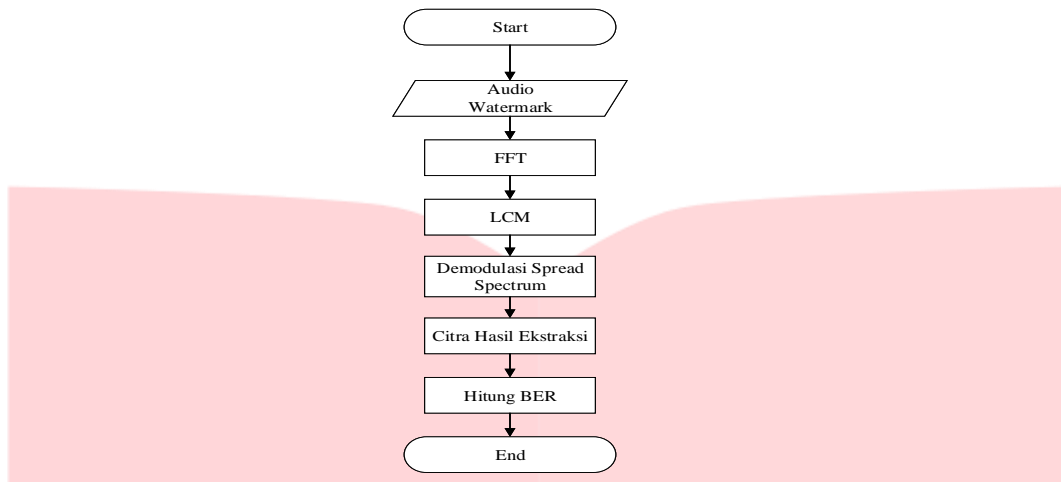 Start
Audio
Watermark
FFT
LCM
Demodulasi Spread
Spectrum
Citra Hasil Ekstraksi
Hitung BER
End